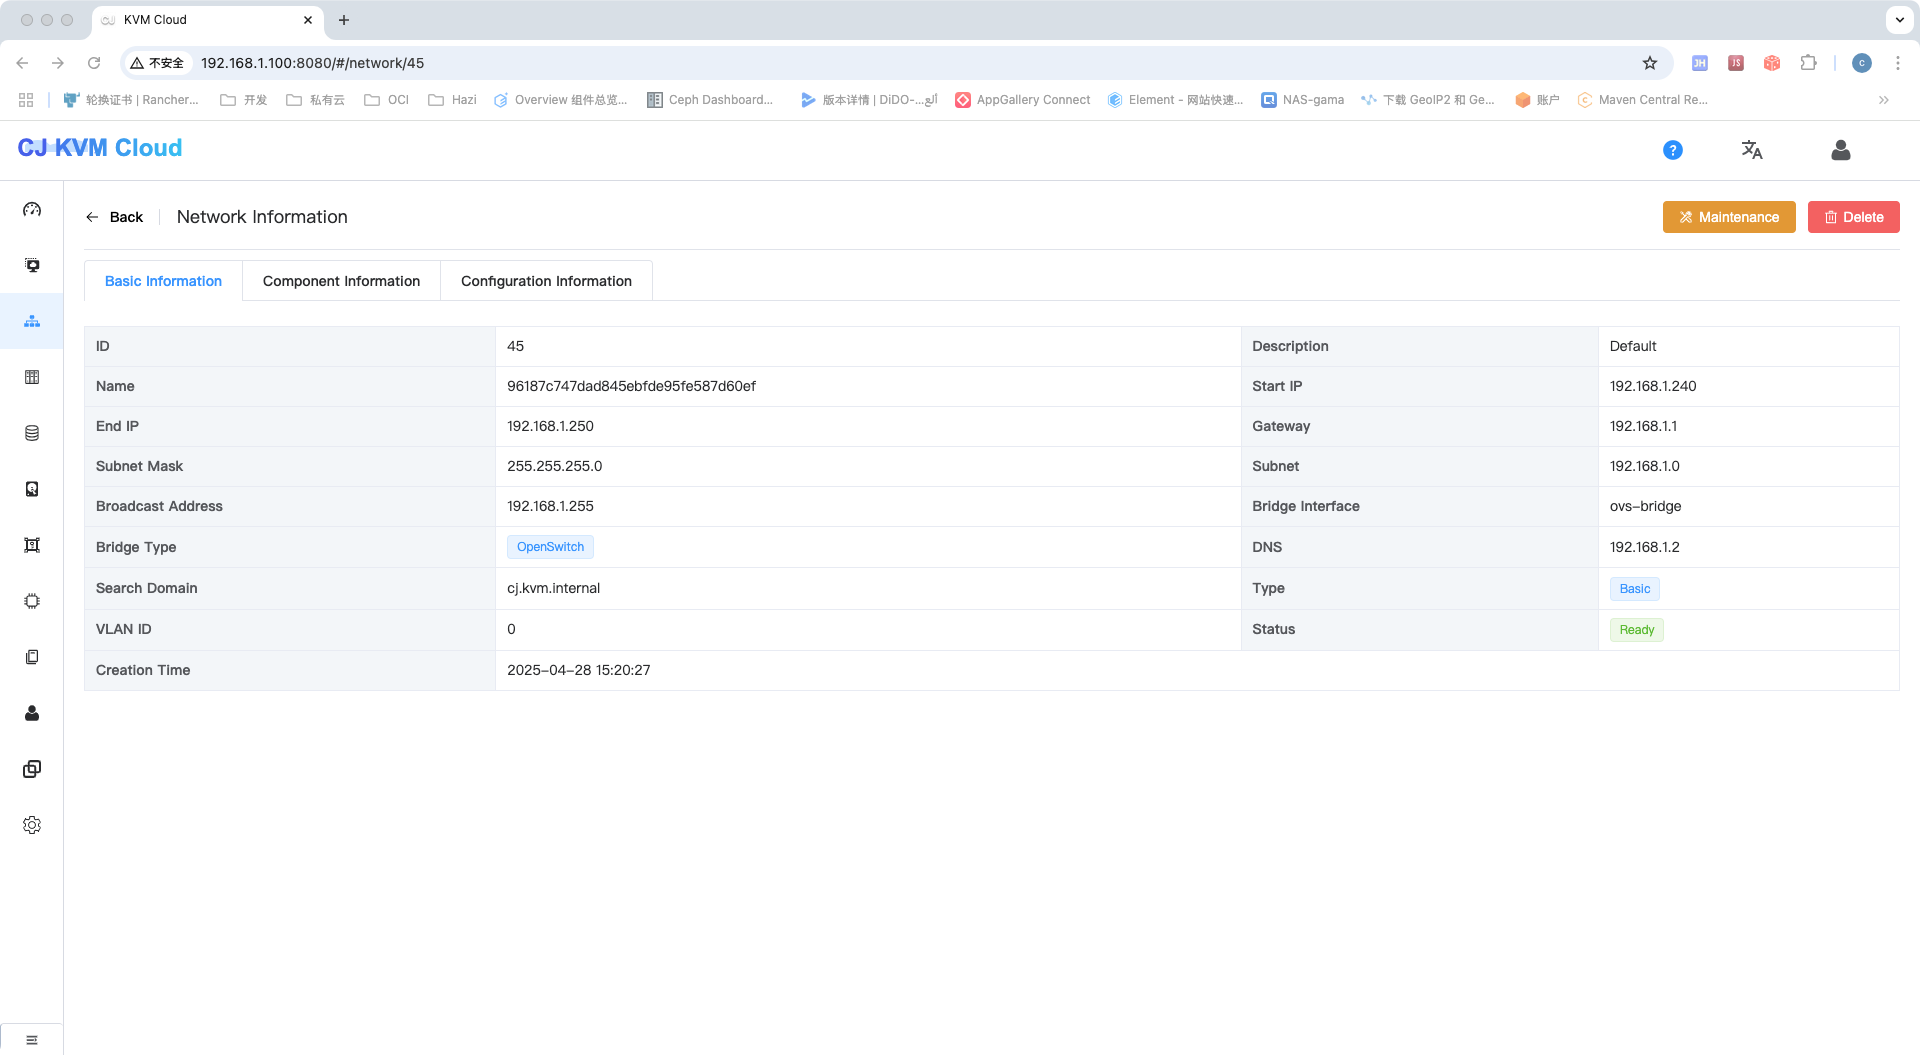 KVM Cloud
不安全 192.168.1.100:8080/#/network/45
轮换证书 | Rancher... 开发 私有云 OCI Hazi Overview 组件总览... Ceph Dashboard... 版本详情 | DiDO-... AppGallery Connect Element - 网站快速... NAS-gama 下载 GeoIP2 和 Ge... 账户 Maven Central Re...
CJ KVM Cloud
Back Network Information Maintenance Delete
Basic Information Component Information Configuration Information
ID 45 Description Default
Name 96187c747dad845ebfde95fe587d60ef Start IP 192.168.1.240
End IP 192.168.1.250 Gateway 192.168.1.1
Subnet Mask 255.255.255.0 Subnet 192.168.1.0
Broadcast Address 192.168.1.255 Bridge Interface ovs-bridge
Bridge Type OpenSwitch DNS 192.168.1.2
Search Domain cj.kvm.internal Type Basic
VLAN ID 0 Status Ready
Creation Time 2025-04-28 15:20:27